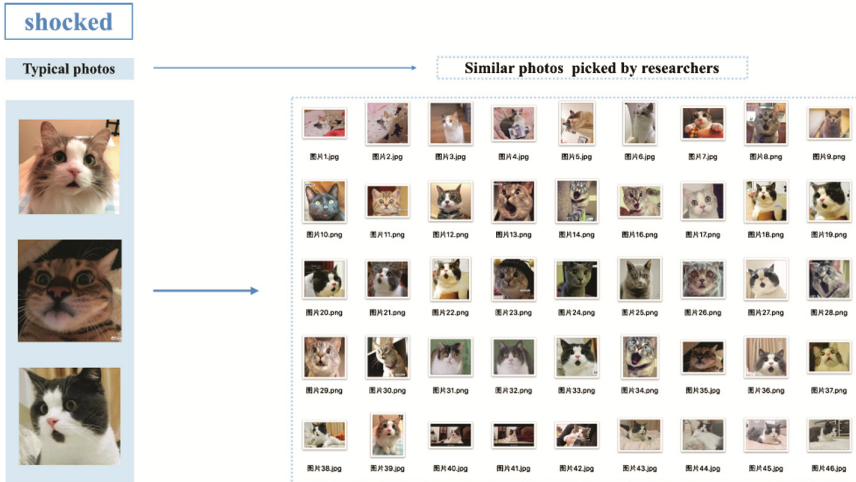 shocked
Typical photos
Similar photos picked by researchers
图片1.jpg 图片2.jpg 图片3.jpg 图片4.jpg 图片5.jpg 图片6.jpg 图片7.jpg 图片8.png 图片9.png
图片10.png 图片11.png 图片12.png 图片13.png 图片14.png 图片16.png 图片17.png 图片18.png 图片19.png
图片20.png 图片21.png 图片22.png 图片23.png 图片24.png 图片25.png 图片26.png 图片27.png 图片28.png
图片29.png 图片30.png 图片31.png 图片32.png 图片33.png 图片34.png 图片35.jpg 图片36.jpg 图片37.jpg
图片38.jpg 图片39.jpg 图片40.jpg 图片41.jpg 图片42.jpg 图片43.jpg 图片44.jpg 图片45.jpg 图片46.jpg